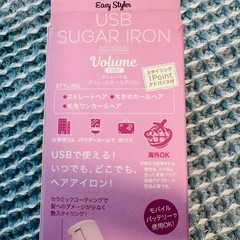 Easy Styler
USB
SUGAR IRON
Volume
スタイリング
1Point
アドバイス付
STYLING
●ストレートヘア ●大きめカールヘア
●毛先ワンカールヘア
海外OK
USBで使える!
いつでも、どこでも、
ヘアアイロン!
セラミックコーティングで
髪へのダメージが少なく
艶スタイリング!
モバイル
バッテリーで
使用OK!